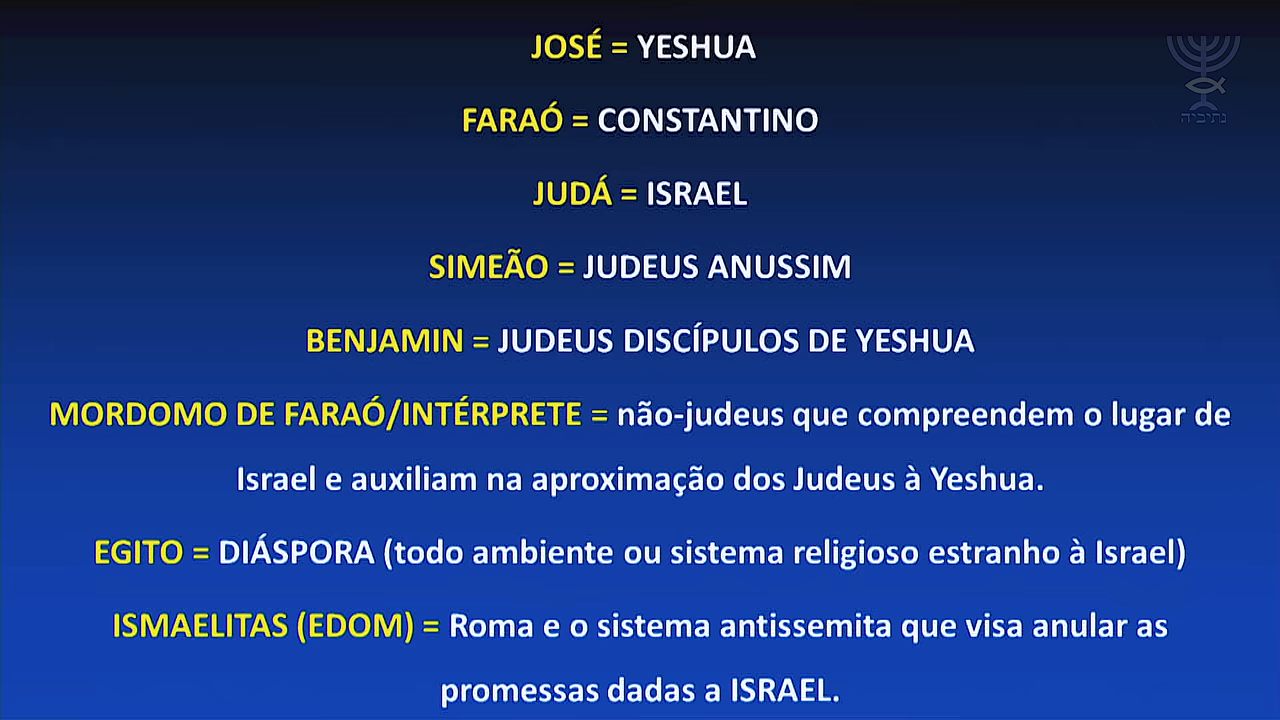 JOSÉ = YESHUA
FARAÓ = CONSTANTINO
JUDÁ = ISRAEL
SIMEÃO = JUDEUS ANUSSIM
BENJAMIN = JUDEUS DISCÍPULOS DE YESHUA
MORDOMO DE FARAÓ/INTÉRPRETE = não-judeus que compreendem o lugar de
Israel e auxiliam na aproximação dos Judeus à Yeshua.
EGITO = DIÁSPORA (todo ambiente ou sistema religioso estranho à Israel)
ISMAELITAS (EDOM) = Roma e o sistema antissemita que visa anular as
promessas dadas a ISRAEL.
נתיביה